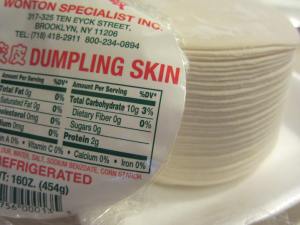 WONTON SPECIALIST INC.
317-325 TEN EYCK STREET,
BROOKLYN, NY 11206
TEL: (718) 418-2911 800-234-0894
皮 DUMPLING SKIN
Amount Per Serving %DV* Amount Per Serving %DV*
Total Fat 0g 0% Total Carbohydrate 10g 3%
Saturated Fat 0g 0% Dietary Fiber 0g 0%
0mg 0% Sugars 0g
0mg 0% Protein 2g
A 0% • Vitamin C 0% • Calcium 0% • Iron 0%
WATER, SALT, SODIUM BENZOATE, CORN STARCH
REFRIGERATED
WT: 16OZ. (454g)